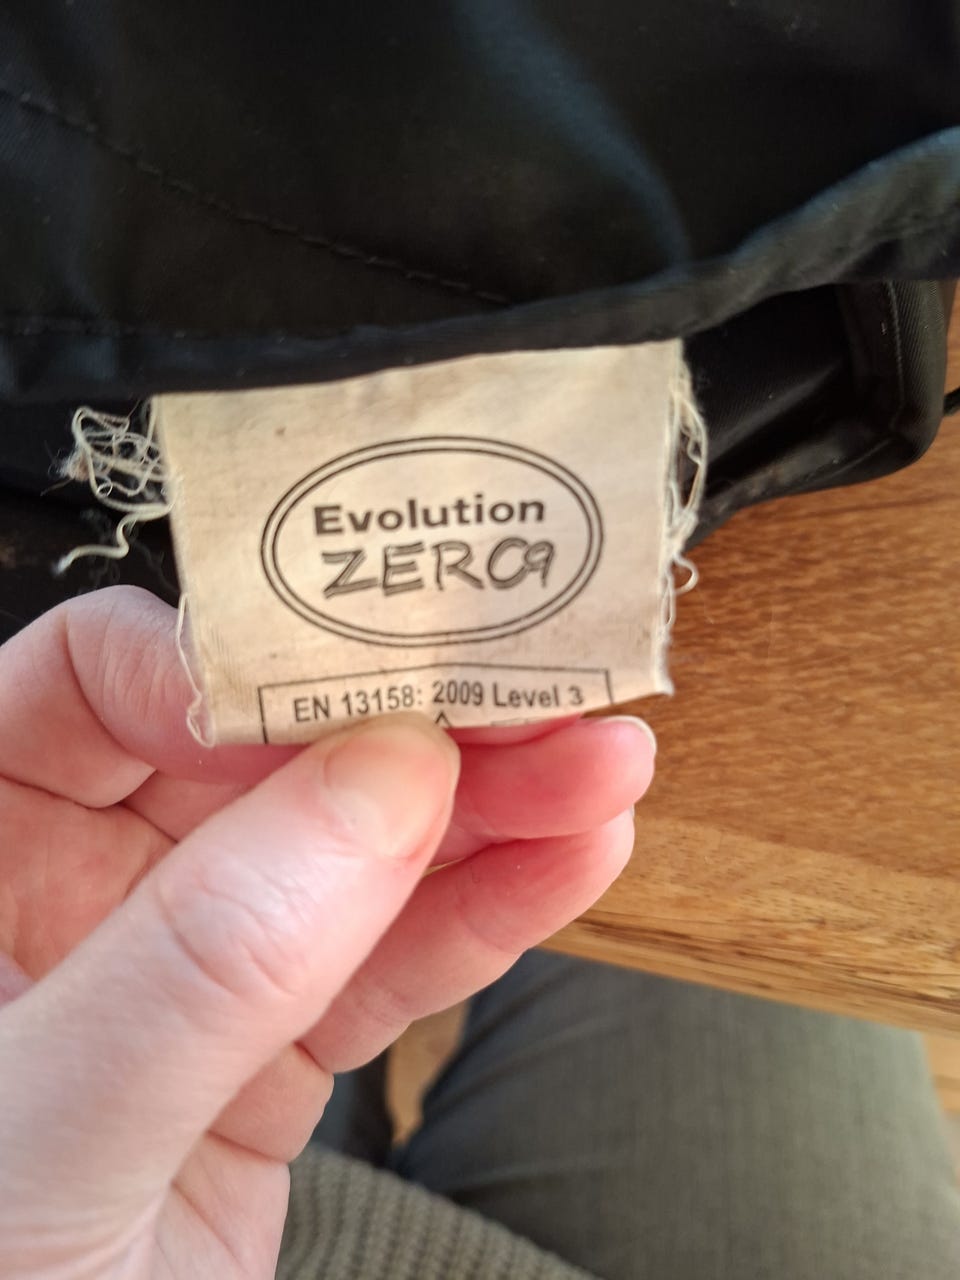 Evolution
ZERO9
EN 13158: 2009 Level 3